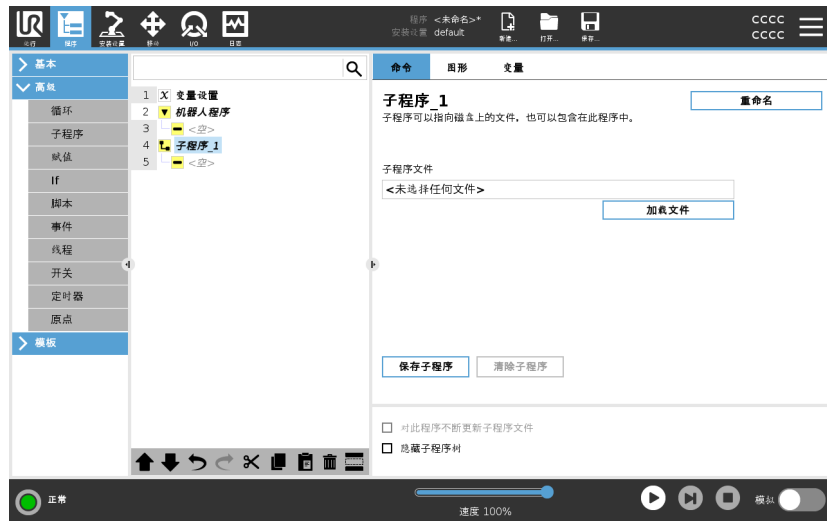 运行 程序 安装设置 移动 I/O 日志
程序 <未命名>*
安装设置 default
新建... 打开... 保存...
CCCC
CCCC
基本
高级
循环
子程序
赋值
If
脚本
事件
线程
开关
定时器
原点
模板
1 X 变量设置
2 机器人程序
3 <空>
4 子程序_1
5 <空>
命令 图形 变量
子程序_1
重命名
子程序可以指向磁盘上的文件，也可以包含在此程序中。
子程序文件
<未选择任何文件>
加载文件
保存子程序 清除子程序
对此程序不断更新子程序文件
隐藏子程序树
正常
速度 100%
模拟